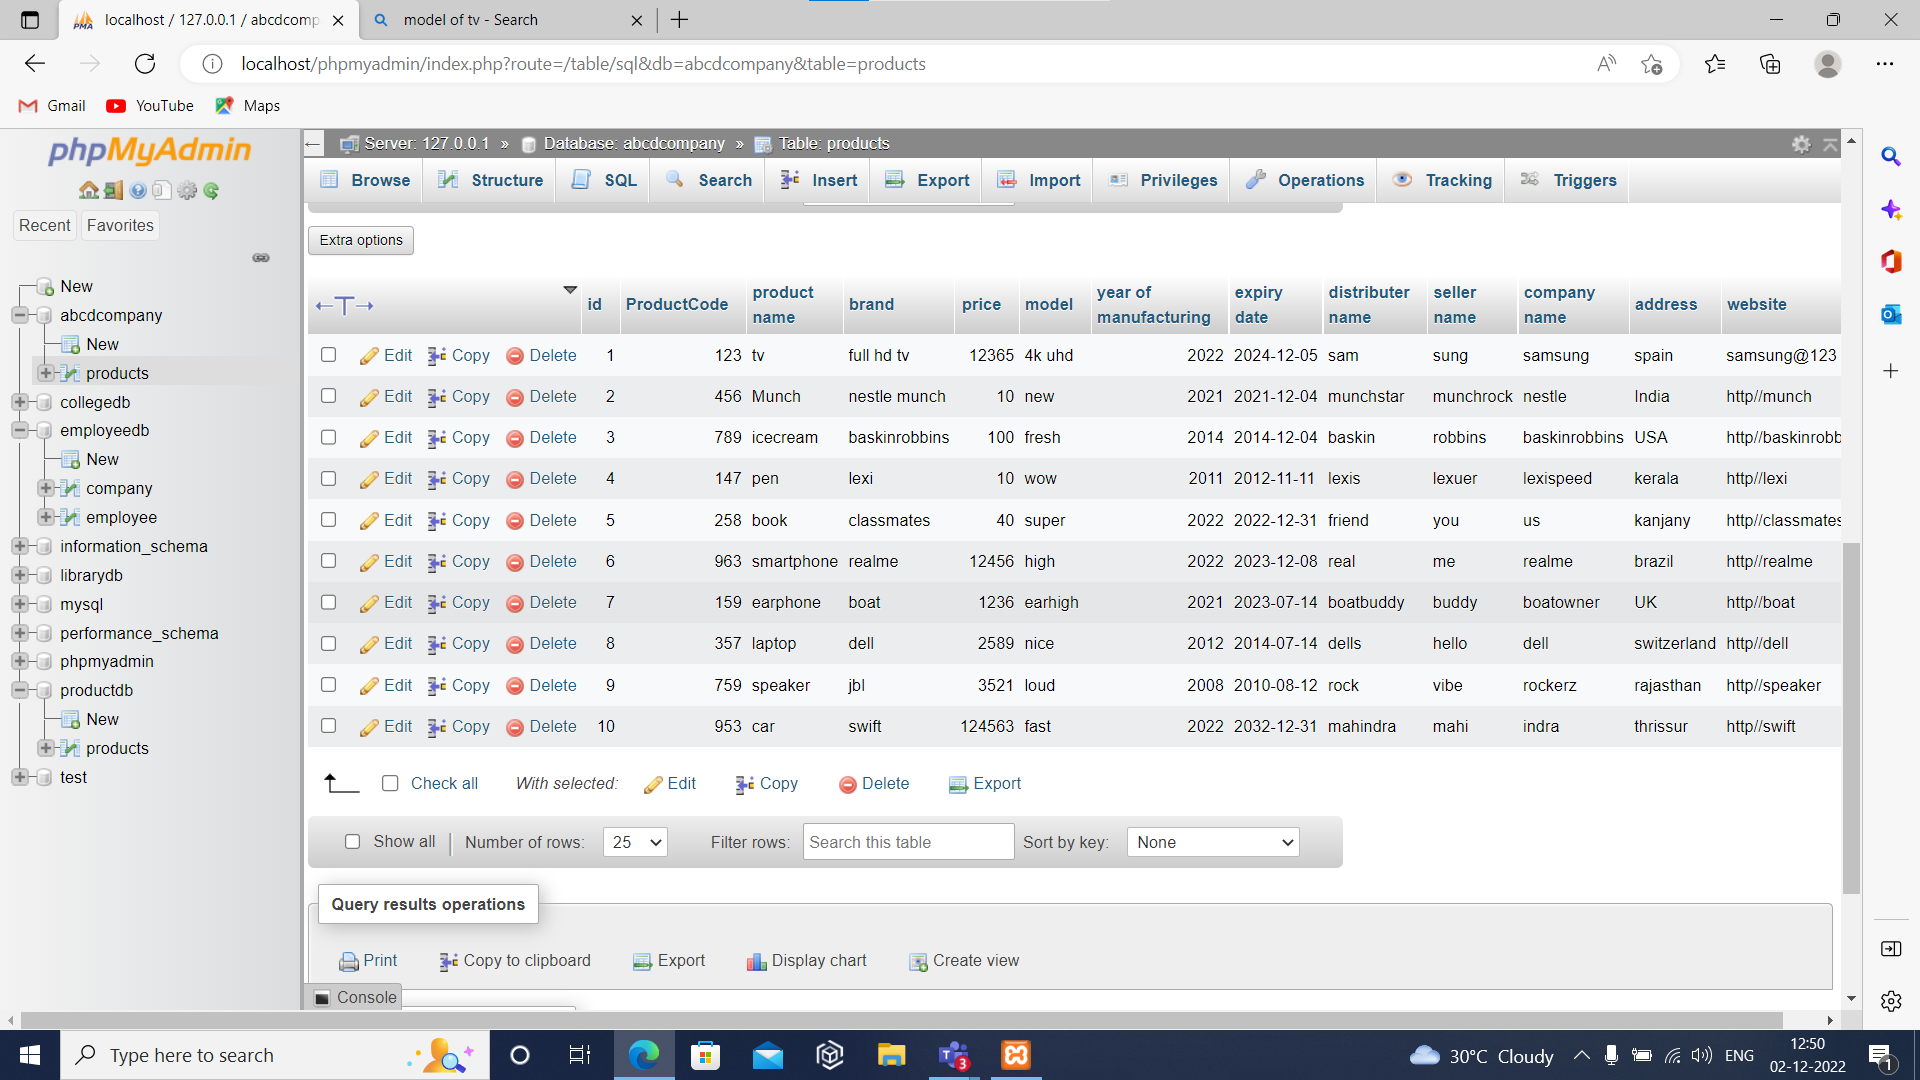 localhost / 127.0.0.1 / abcdcomp
model of tv - Search
localhost/phpmyadmin/index.php?route=/table/sql&db=abcdcompany&table=products
Gmail YouTube Maps
phpMyAdmin
Recent Favorites
New
abcdcompany
New
products
collegedb
employeedb
New
company
employee
information_schema
librarydb
mysql
performance_schema
phpmyadmin
productdb
New
products
test
Server: 127.0.0.1 » Database: abcdcompany » Table: products
Browse Structure SQL Search Insert Export Import Privileges Operations Tracking Triggers
Extra options
←T→ id ProductCode product name brand price model year of manufacturing expiry date distributer name seller name company name address website
Edit Copy Delete 1 123 tv full hd tv 12365 4k uhd 2022 2024-12-05 sam sung samsung spain samsung@123
Edit Copy Delete 2 456 Munch nestle munch 10 new 2021 2021-12-04 munchstar munchrock nestle India http//munch
Edit Copy Delete 3 789 icecream baskinrobbins 100 fresh 2014 2014-12-04 baskin robbins baskinrobbins USA http//baskinrobb
Edit Copy Delete 4 147 pen lexi 10 wow 2011 2012-11-11 lexis lexuer lexispeed kerala http//lexi
Edit Copy Delete 5 258 book classmates 40 super 2022 2022-12-31 friend you us kanjany http//classmates
Edit Copy Delete 6 963 smartphone realme 12456 high 2022 2023-12-08 real me realme brazil http//realme
Edit Copy Delete 7 159 earphone boat 1236 earhigh 2021 2023-07-14 boatbuddy buddy boatowner UK http//boat
Edit Copy Delete 8 357 laptop dell 2589 nice 2012 2014-07-14 dells hello dell switzerland http//dell
Edit Copy Delete 9 759 speaker jbl 3521 loud 2008 2010-08-12 rock vibe rockerz rajasthan http//speaker
Edit Copy Delete 10 953 car swift 124563 fast 2022 2032-12-31 mahindra mahi indra thrissur http//swift
Check all With selected: Edit Copy Delete Export
Show all Number of rows: 25 Filter rows: Search this table Sort by key: None
Query results operations
Print Copy to clipboard Export Display chart Create view
Console
Type here to search
3
30°C Cloudy
ENG
12:50
02-12-2022
1